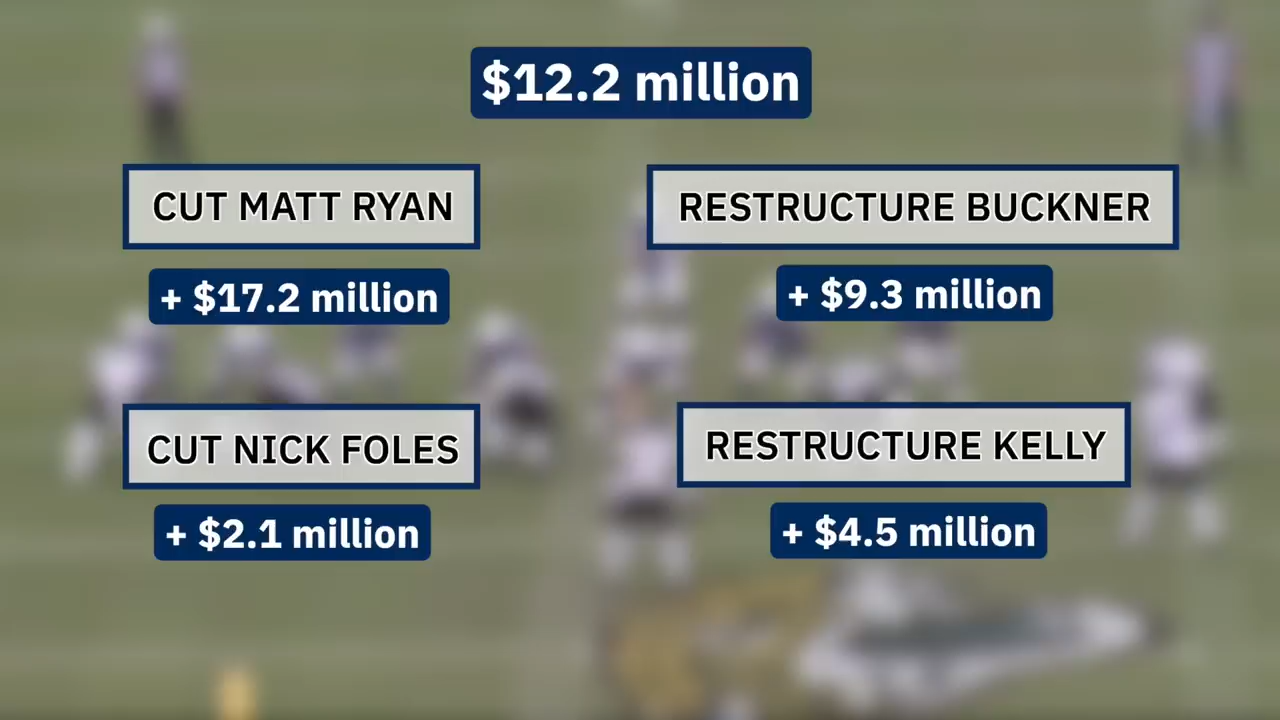 $12.2 million
CUT MATT RYAN
+ $17.2 million
RESTRUCTURE BUCKNER
+ $9.3 million
CUT NICK FOLES
+ $2.1 million
RESTRUCTURE KELLY
+ $4.5 million